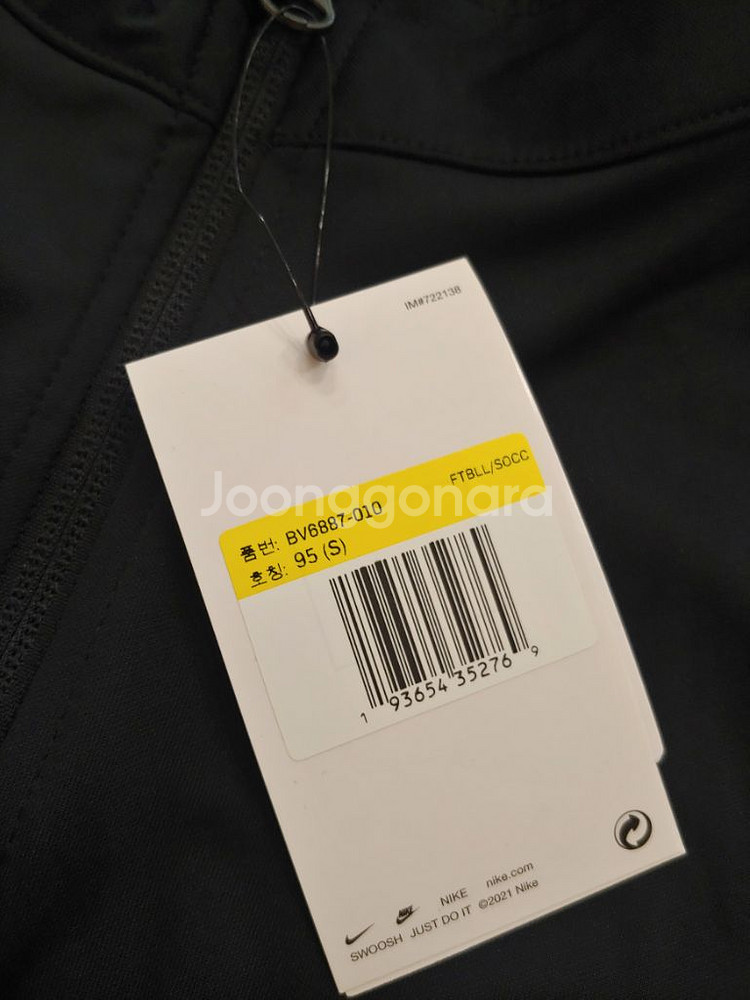 IM#722138
FTBLL/SOCC
Joonggonara
품번: BV6887-010
호칭: 95 (S)
1 93654 35276 9
NIKE nike.com
SWOOSH JUST DO IT ©2021 Nike